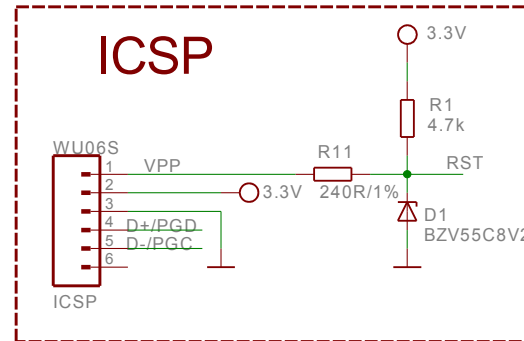 ICSP
3.3V
R1
4.7k
WU06S
1
VPP
R11
RST
2
3.3V
240R/1%
3
D1
4
D+/PGD
BZV55C8V2
5
D-/PGC
6
ICSP